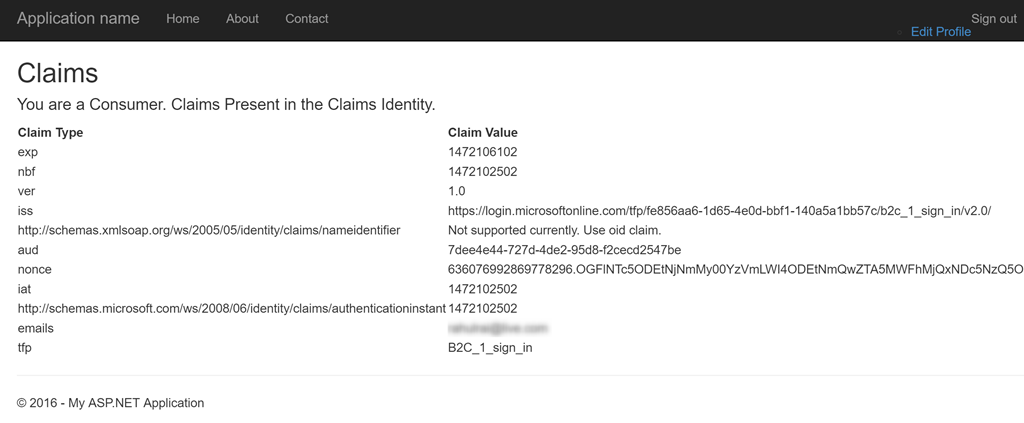 Application name Home About Contact Sign out
Edit Profile
Claims
You are a Consumer. Claims Present in the Claims Identity.
Claim Type Claim Value
exp 1472106102
nbf 1472102502
ver 1.0
iss https://login.microsoftonline.com/tfp/fe856aa6-1d65-4e0d-bbf1-140a5a1bb57c/b2c_1_sign_in/v2.0/
http://schemas.xmlsoap.org/ws/2005/05/identity/claims/nameidentifier Not supported currently. Use oid claim.
aud 7dee4e44-727d-4de2-95d8-f2cecd2547be
nonce 636076992869778296.OGFlNTc5ODEtNjNmMy00YzVmLWI4ODEtNmQwZTA5MWFhMjQxNDc5NzQ5O
iat 1472102502
http://schemas.microsoft.com/ws/2008/06/identity/claims/authenticationinstant 1472102502
emails
tfp B2C_1_sign_in
© 2016 - My ASP.NET Application